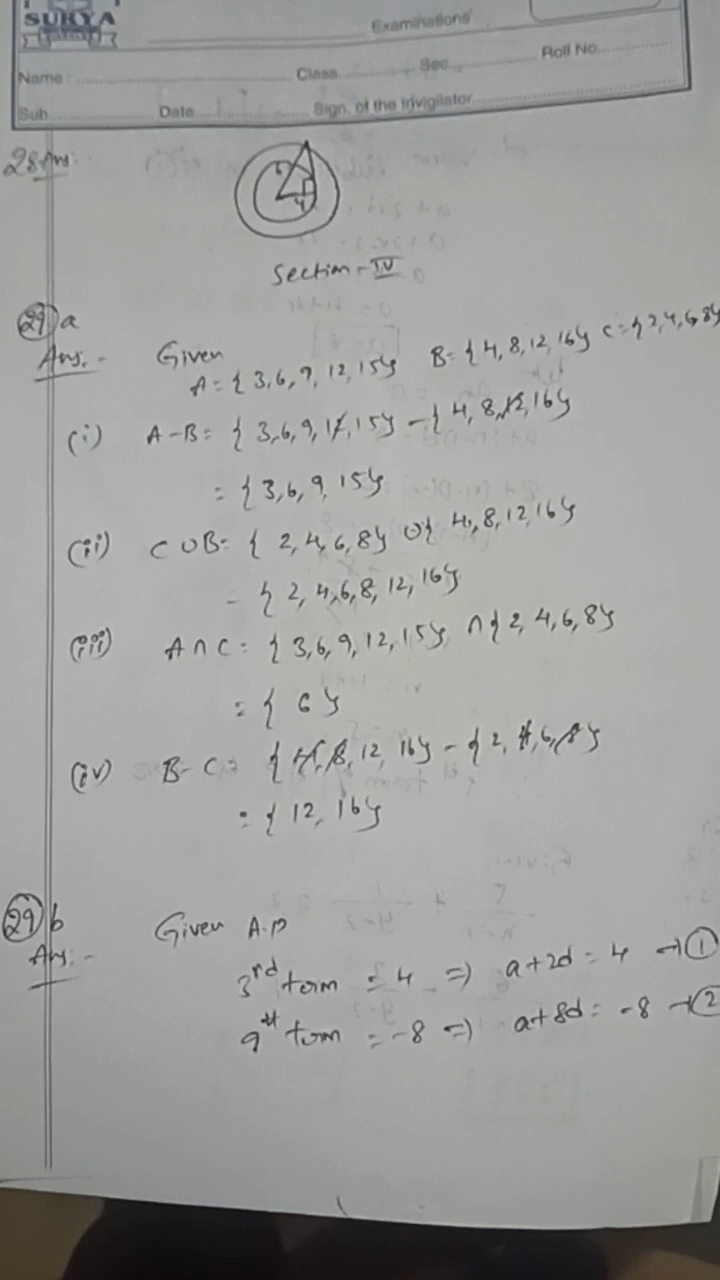 SURYA
Examinations
Name Class Sec. Roll No.
Sub Date Sign. of the Invigilator
28 Ans:
Section - IV
29 a
Ans. - Given
A = { 3, 6, 9, 12, 15} B = { 4, 8, 12, 16} C = { 2, 4, 6, 8}
(i) A - B = { 3, 6, 9, 12, 15} - { 4, 8, 12, 16}
= { 3, 6, 9, 15}
(ii) C ∪ B = { 2, 4, 6, 8} ∪ { 4, 8, 12, 16}
= { 2, 4, 6, 8, 12, 16}
(iii) A ∩ C = { 3, 6, 9, 12, 15} ∩ { 2, 4, 6, 8}
= { 6 }
(iv) B - C = { 4, 8, 12, 16} - { 2, 4, 6, 8}
= { 12, 16}
29 b Given A.P
Ans: -
3rd term = 4 => a + 2d = 4 → 1
9th term = -8 => a + 8d = -8 → 2